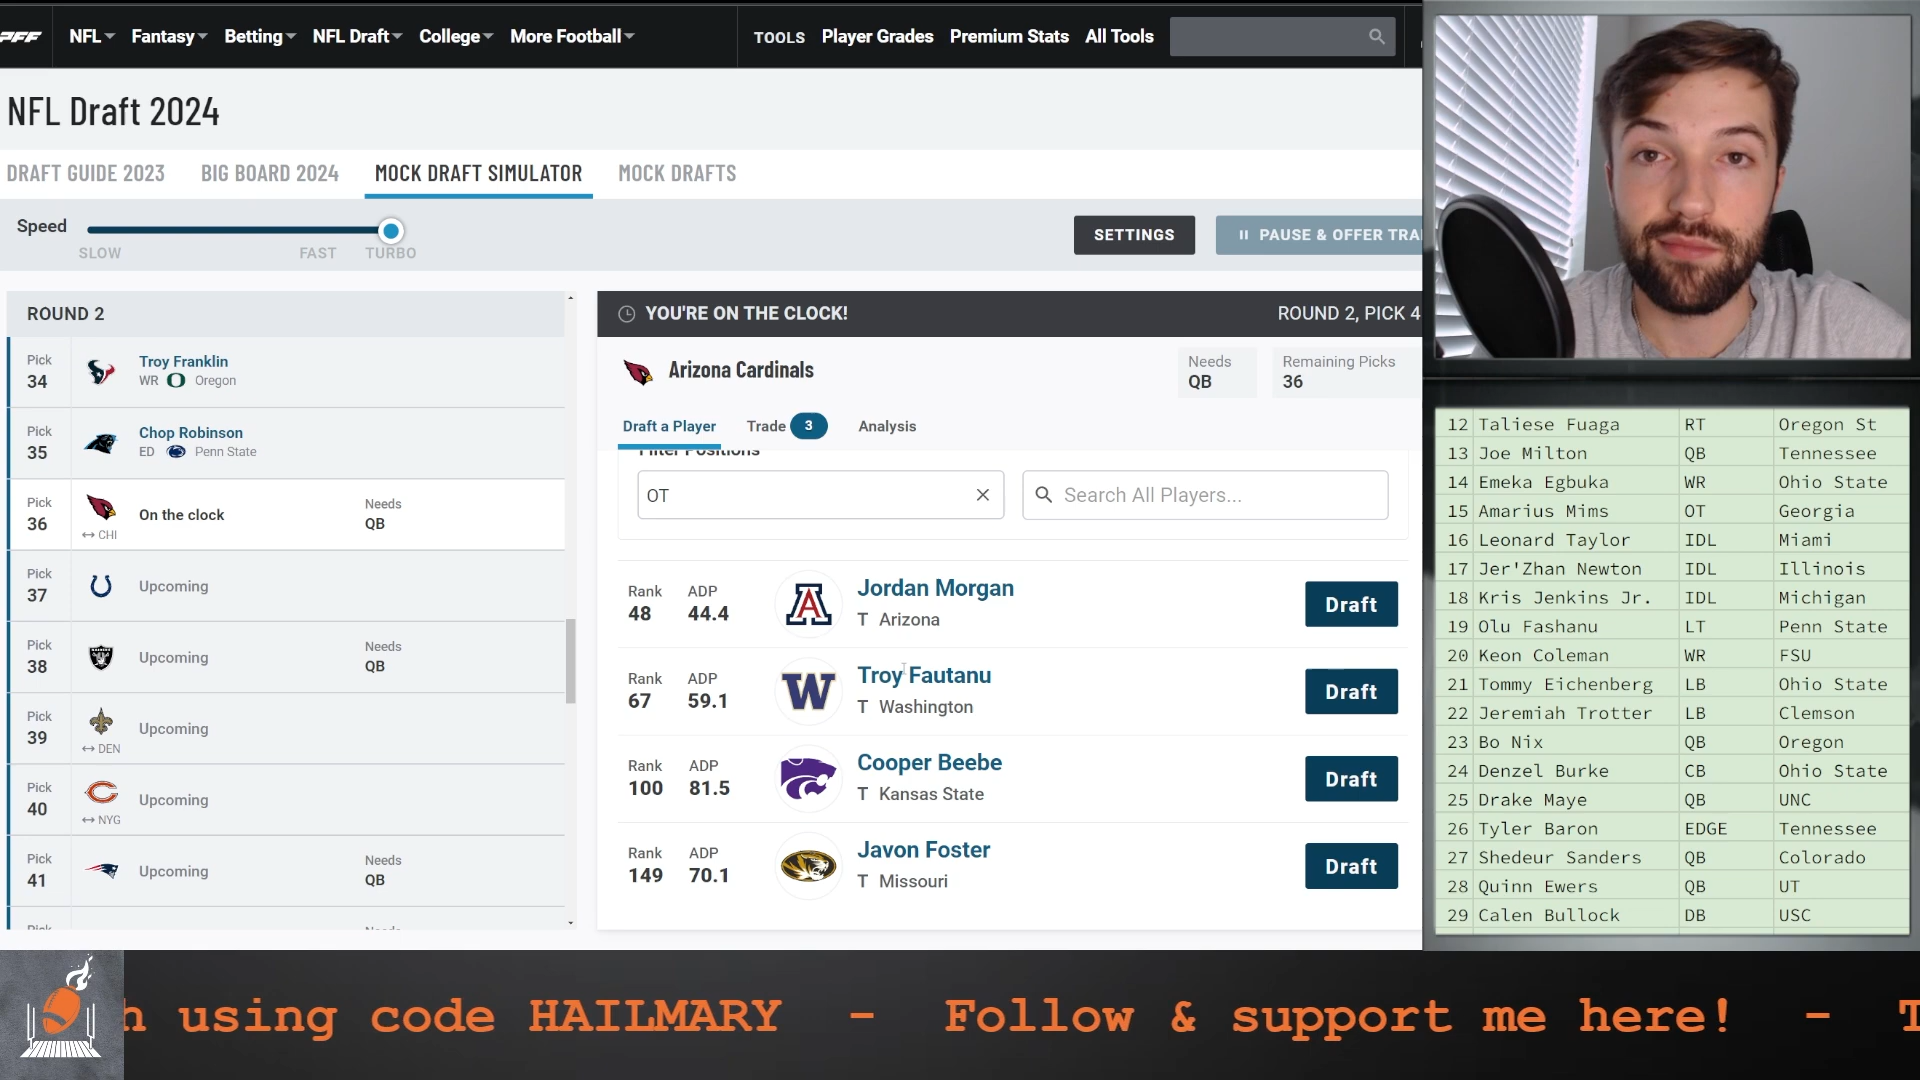 PFF
NFL
Fantasy
Betting
NFL Draft
College
More Football
TOOLS
Player Grades
Premium Stats
All Tools
NFL Draft 2024
DRAFT GUIDE 2023
BIG BOARD 2024
MOCK DRAFT SIMULATOR
MOCK DRAFTS
Speed
SLOW
FAST
TURBO
SETTINGS
PAUSE & OFFER TRA
ROUND 2
Pick
34
Troy Franklin
WR Oregon
Pick
35
Chop Robinson
ED Penn State
Pick
36
↔ CHI
On the clock
Needs
QB
Pick
37
Upcoming
Pick
38
Upcoming
Needs
QB
Pick
39
↔ DEN
Upcoming
Pick
40
↔ NYG
Upcoming
Pick
41
Upcoming
Needs
QB
YOU'RE ON THE CLOCK!
ROUND 2, PICK 4
Arizona Cardinals
Needs
QB
Remaining Picks
36
Draft a Player
Trade 3
Analysis
Filter Positions
OT
Search All Players...
Rank
48
ADP
44.4
Jordan Morgan
T Arizona
Draft
Rank
67
ADP
59.1
Troy Fautanu
T Washington
Draft
Rank
100
ADP
81.5
Cooper Beebe
T Kansas State
Draft
Rank
149
ADP
70.1
Javon Foster
T Missouri
Draft
12 Taliese Fuaga RT Oregon St
13 Joe Milton QB Tennessee
14 Emeka Egbuka WR Ohio State
15 Amarius Mims OT Georgia
16 Leonard Taylor IDL Miami
17 Jer'Zhan Newton IDL Illinois
18 Kris Jenkins Jr. IDL Michigan
19 Olu Fashanu LT Penn State
20 Keon Coleman WR FSU
21 Tommy Eichenberg LB Ohio State
22 Jeremiah Trotter LB Clemson
23 Bo Nix QB Oregon
24 Denzel Burke CB Ohio State
25 Drake Maye QB UNC
26 Tyler Baron EDGE Tennessee
27 Shedeur Sanders QB Colorado
28 Quinn Ewers QB UT
29 Calen Bullock DB USC
h using code HAILMARY - Follow & support me here! - T